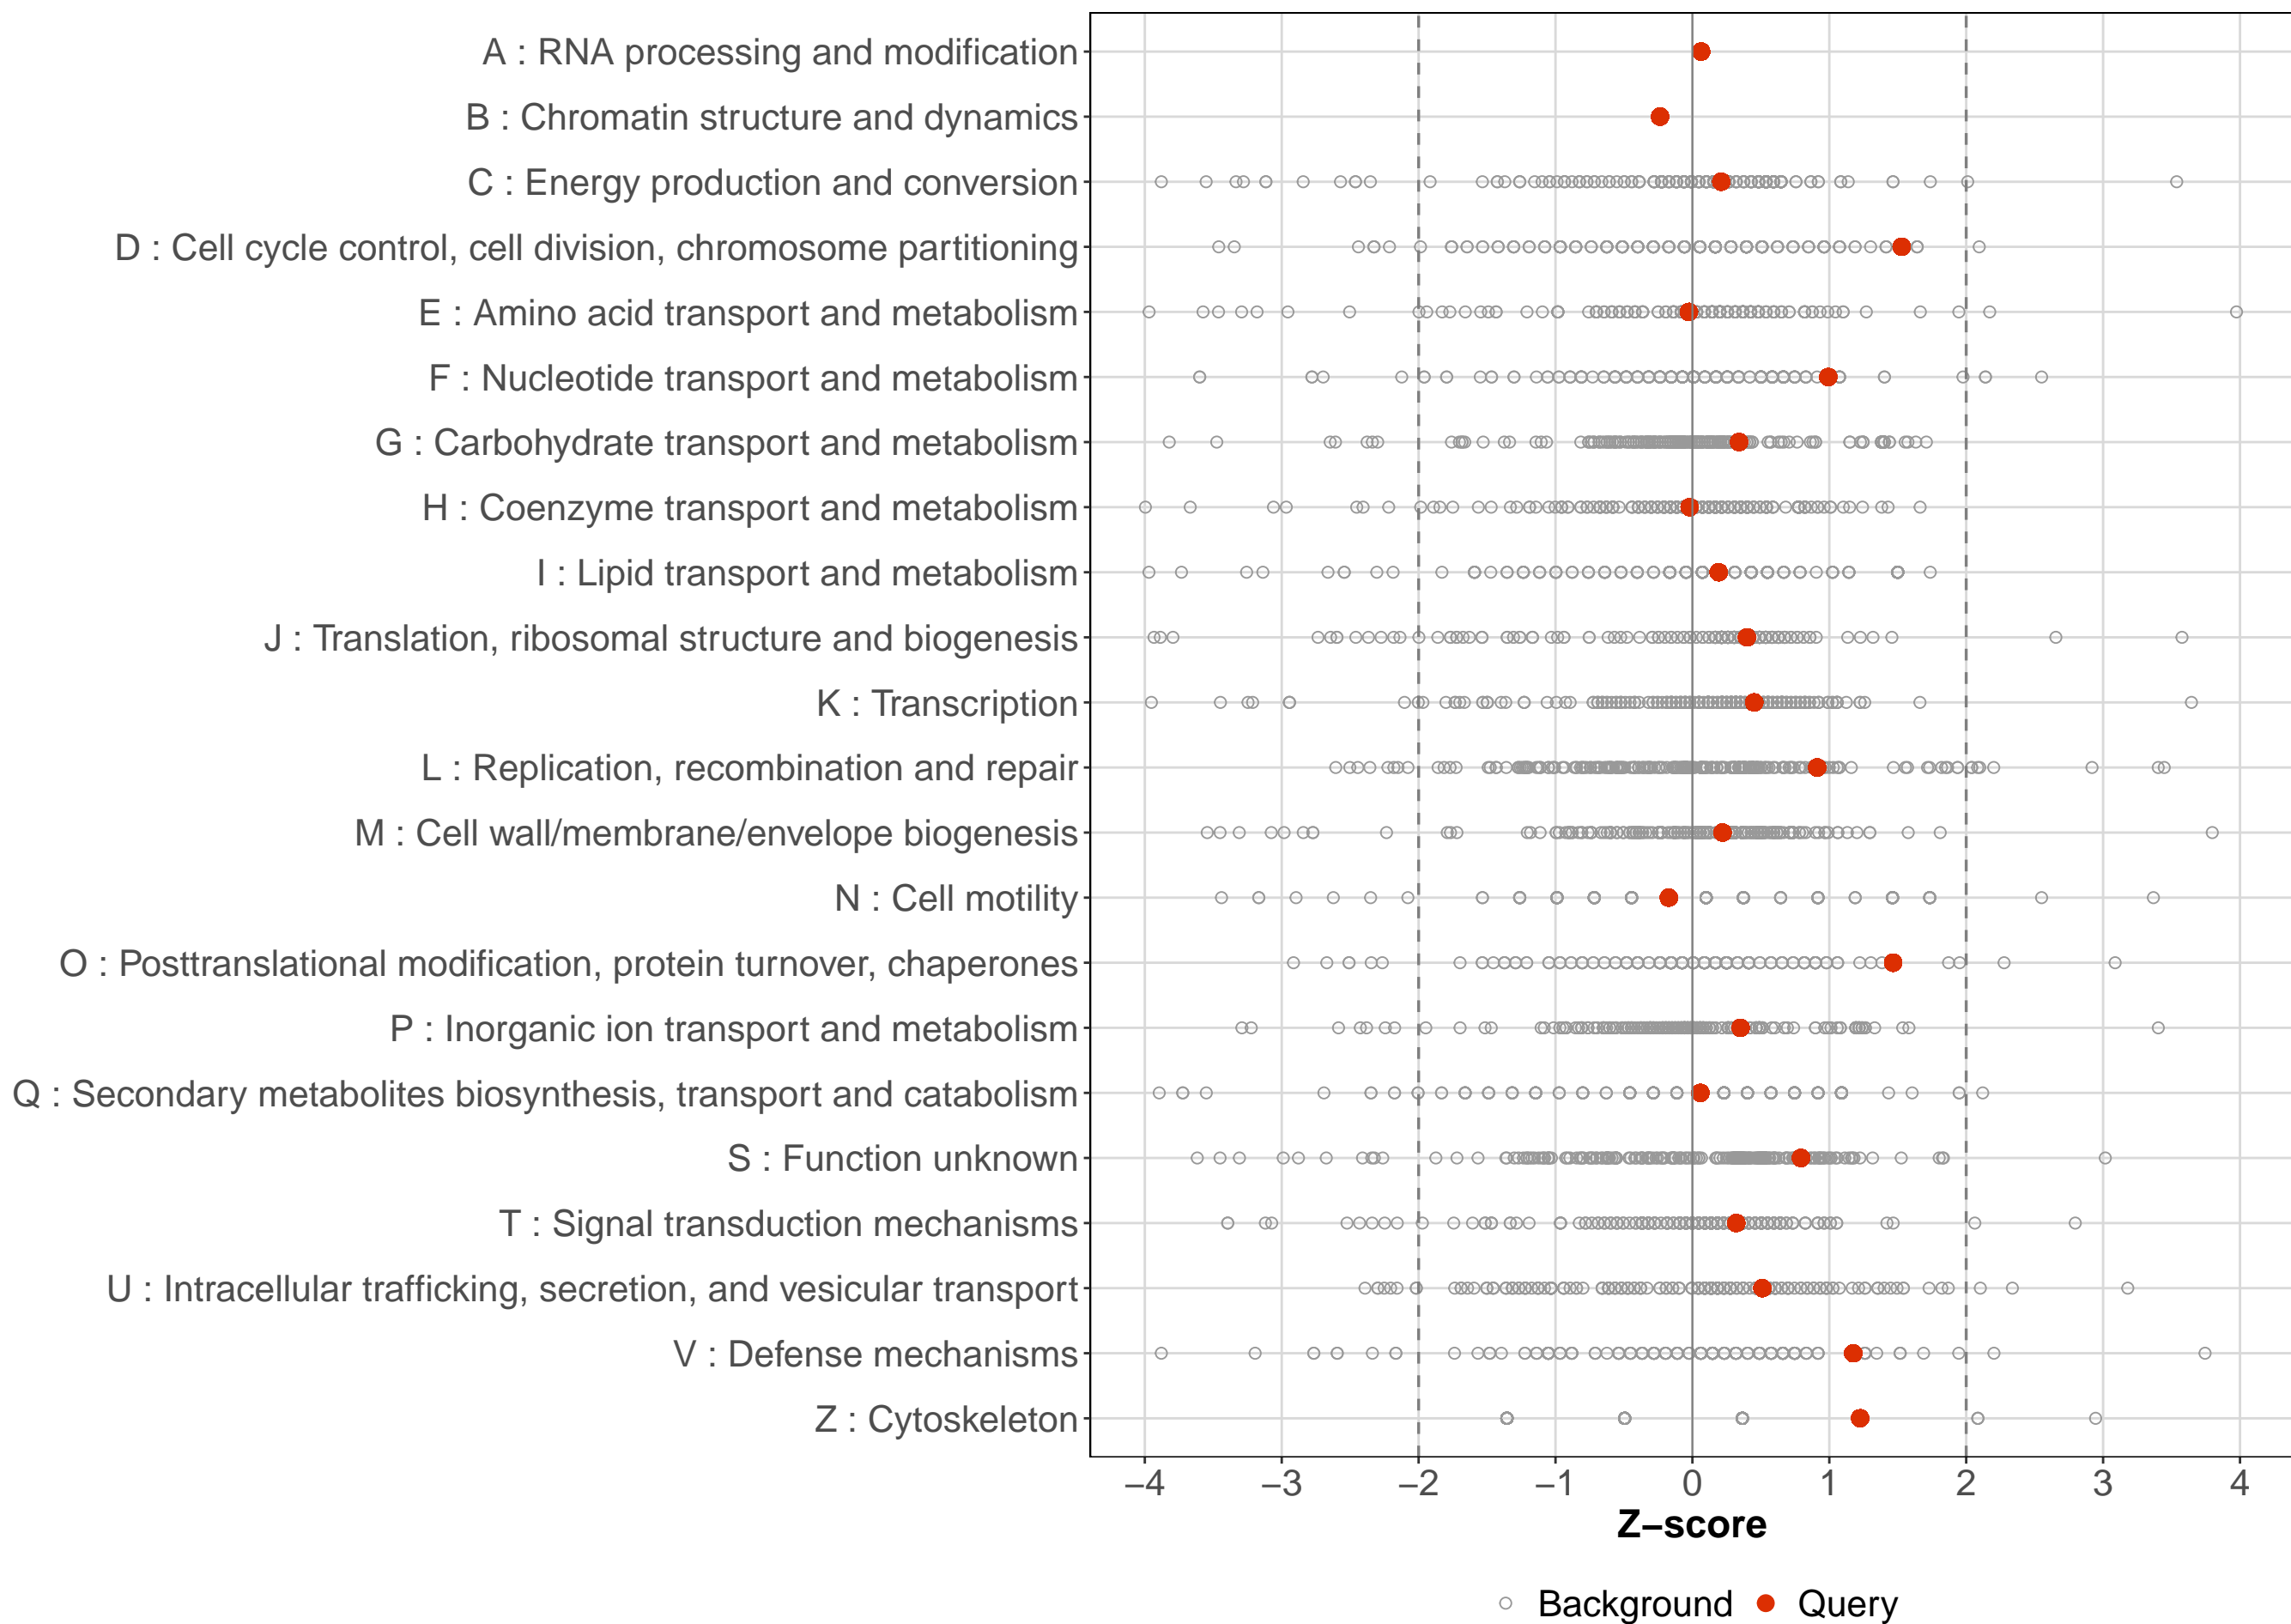 A : RNA processing and modification
B : Chromatin structure and dynamics
C : Energy production and conversion
D : Cell cycle control, cell division, chromosome partitioning
E : Amino acid transport and metabolism
F : Nucleotide transport and metabolism
G : Carbohydrate transport and metabolism
H : Coenzyme transport and metabolism
I : Lipid transport and metabolism
J : Translation, ribosomal structure and biogenesis
K : Transcription
L : Replication, recombination and repair
M : Cell wall/membrane/envelope biogenesis
N : Cell motility
O : Posttranslational modification, protein turnover, chaperones
P : Inorganic ion transport and metabolism
Q : Secondary metabolites biosynthesis, transport and catabolism
S : Function unknown
T : Signal transduction mechanisms
U : Intracellular trafficking, secretion, and vesicular transport
V : Defense mechanisms
Z : Cytoskeleton
−4 −3 −2 −1 0 1 2 3 4
Z−score
Background Query